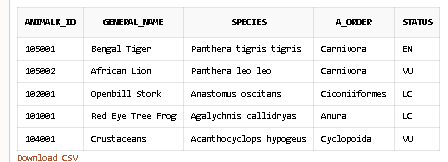 ANIMALK_ID GENERAL_NAME SPECIES A_ORDER STATUS
105001 Bengal Tiger Panthera tigris tigris Carnivora EN
105002 African Lion Panthera leo leo Carnivora VU
102001 Openbill Stork Anastomus oscitans Ciconiiformes LC
101001 Red Eye Tree Frog Agalychnis callidryas Anura LC
104001 Crustaceans Acanthocyclops hypogeus Cyclopoida VU
Download CSV